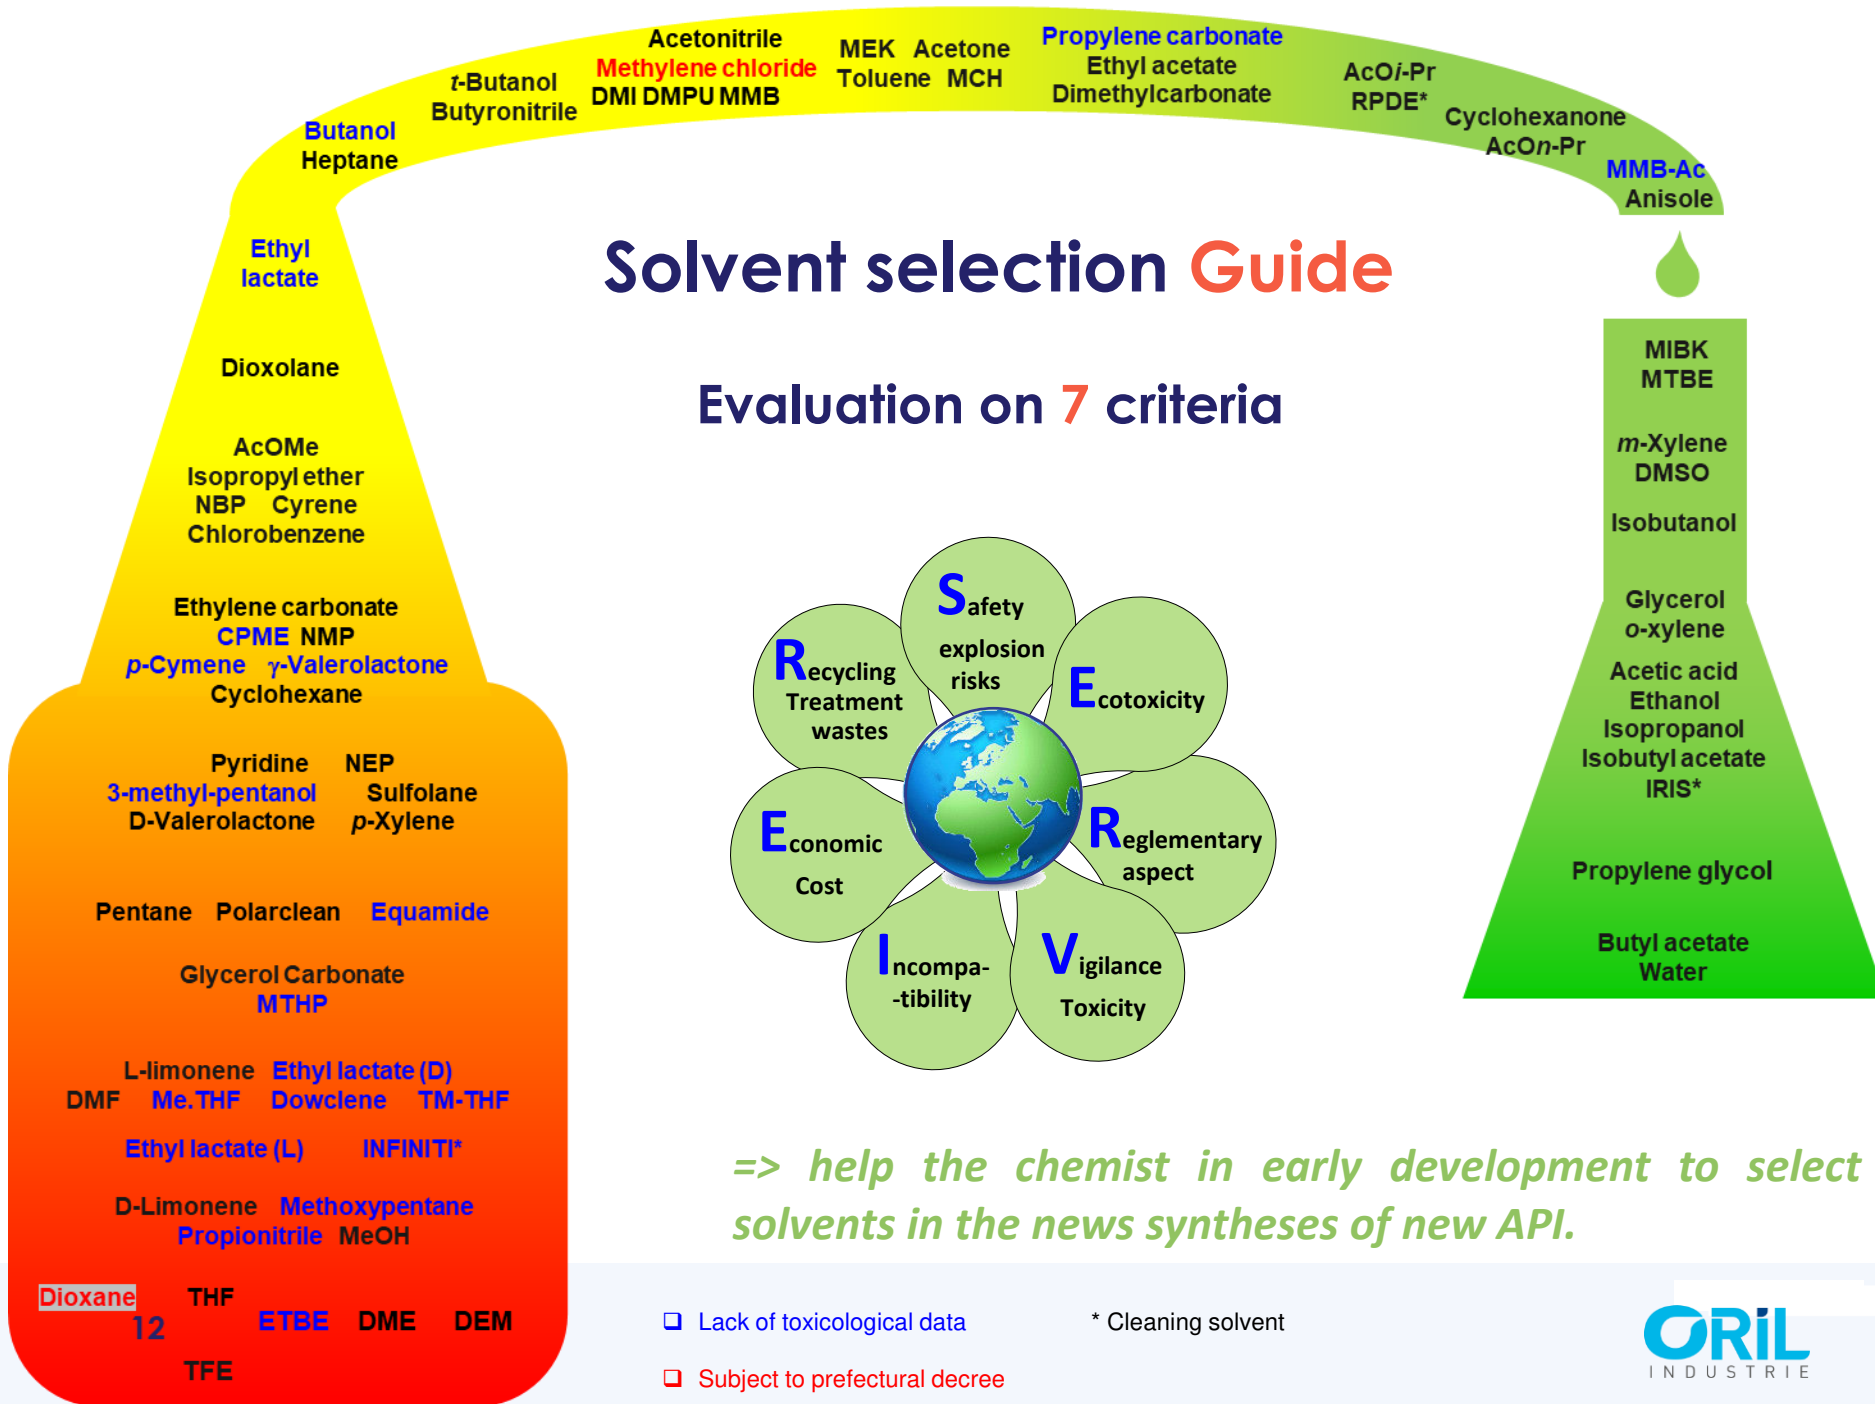 Acetonitrile
Methylene chloride
DMI DMPU MMB
MEK Acetone
Toluene MCH
Propylene carbonate
Ethyl acetate
Dimethylcarbonate
t-Butanol
Butyronitrile
AcOi-Pr
RPDE*
Cyclohexanone
AcOn-Pr
Butanol
Heptane
MMB-Ac
Anisole
Solvent selection Guide
Evaluation on 7 criteria
Ethyl
lactate
Dioxolane
AcOMe
Isopropyl ether
NBP Cyrene
Chlorobenzene
Ethylene carbonate
CPME NMP
p-Cymene γ-Valerolactone
Cyclohexane
Pyridine NEP
3-methyl-pentanol Sulfolane
D-Valerolactone p-Xylene
Pentane Polarclean Equamide
Glycerol Carbonate
MTHP
L-limonene Ethyl lactate (D)
DMF Me.THF Dowclene TM-THF
Ethyl lactate (L) INFINITI*
D-Limonene Methoxypentane
Propionitrile MeOH
Dioxane THF
12 ETBE DME DEM
TFE
Safety
explosion
risks
Ecotoxicity
Reglementary
aspect
Vigilance
Toxicity
Incompa-
-tibility
Economic
Cost
Recycling
Treatment
wastes
MIBK
MTBE
m-Xylene
DMSO
Isobutanol
Glycerol
o-xylene
Acetic acid
Ethanol
Isopropanol
Isobutyl acetate
IRIS*
Propylene glycol
Butyl acetate
Water
=> help the chemist in early development to select
solvents in the news syntheses of new API.
❑ Lack of toxicological data
* Cleaning solvent
❑ Subject to prefectural decree
ORiL
INDUSTRIE